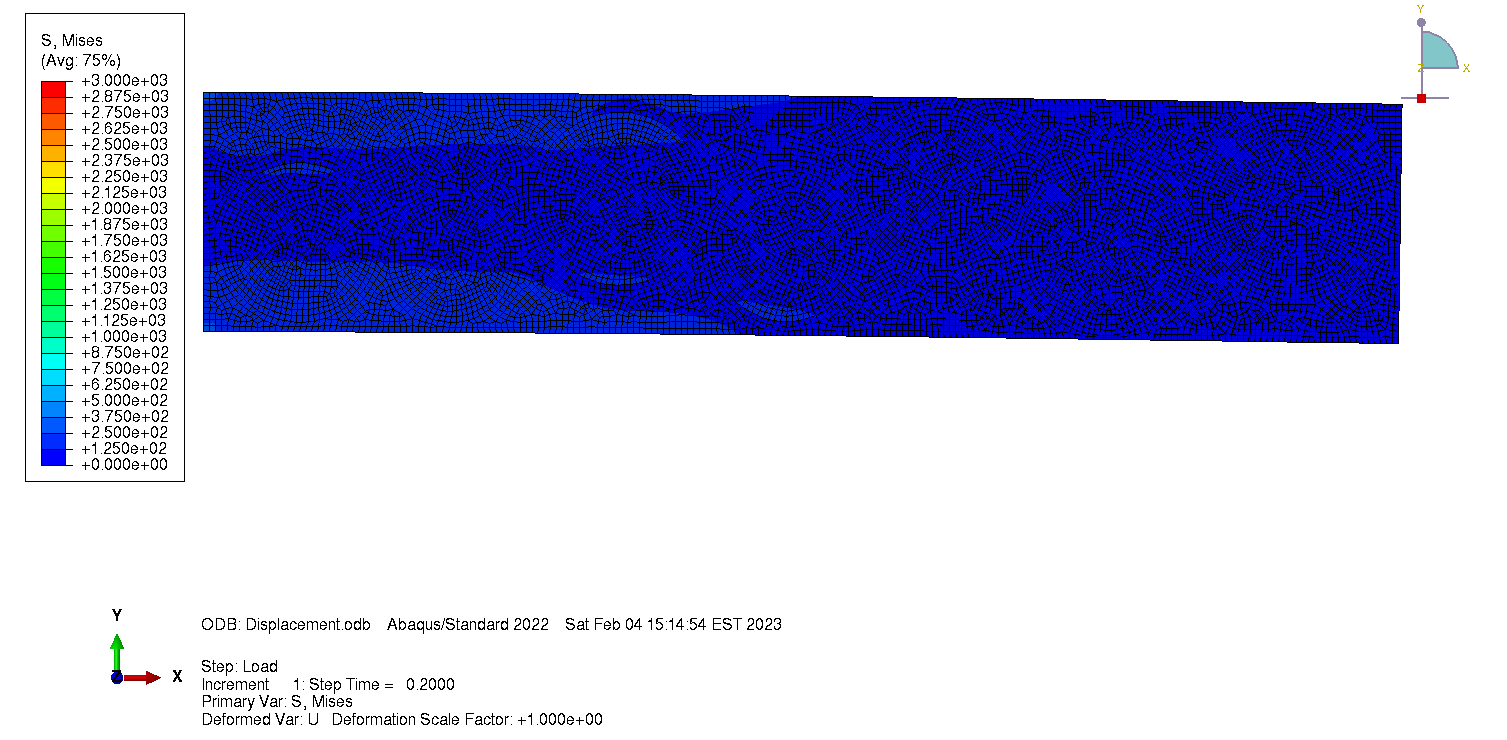 S, Mises
(Avg: 75%)
+3.000e+03
+2.875e+03
+2.750e+03
+2.625e+03
+2.500e+03
+2.375e+03
+2.250e+03
+2.125e+03
+2.000e+03
+1.875e+03
+1.750e+03
+1.625e+03
+1.500e+03
+1.375e+03
+1.250e+03
+1.125e+03
+1.000e+03
+8.750e+02
+7.500e+02
+6.250e+02
+5.000e+02
+3.750e+02
+2.500e+02
+1.250e+02
+0.000e+00
Y
Z X
Y
Z X
ODB: Displacement.odb Abaqus/Standard 2022 Sat Feb 04 15:14:54 EST 2023
Step: Load
Increment 1: Step Time = 0.2000
Primary Var: S, Mises
Deformed Var: U Deformation Scale Factor: +1.000e+00